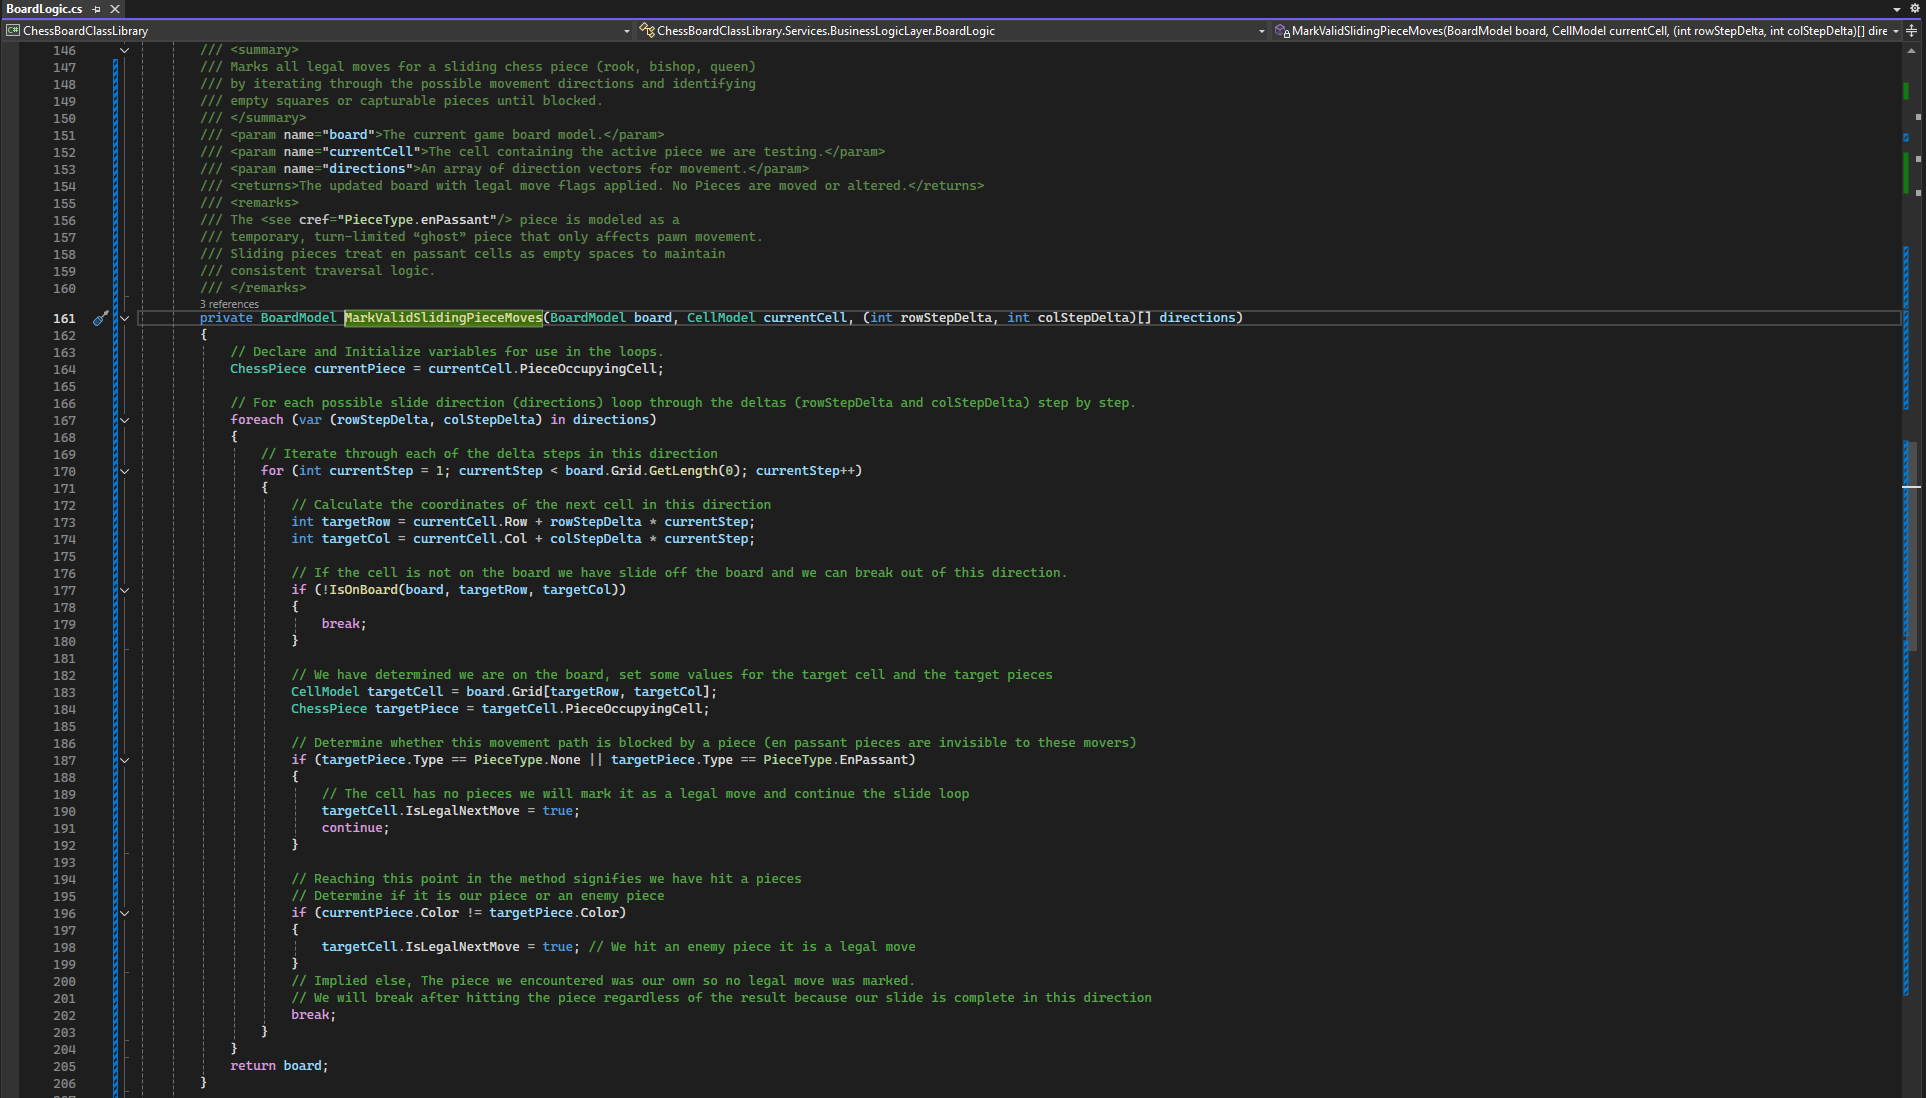 BoardLogic.cs
C# ChessBoardClassLibrary ChessBoardClassLibrary.Services.BusinessLogicLayer.BoardLogic MarkValidSlidingPieceMoves(BoardModel board, CellModel currentCell, (int rowStepDelta, int colStepDelta)[] dire
146 /// <summary>
147 /// Marks all legal moves for a sliding chess piece (rook, bishop, queen)
148 /// by iterating through the possible movement directions and identifying
149 /// empty squares or capturable pieces until blocked.
150 /// </summary>
151 /// <param name="board">The current game board model.</param>
152 /// <param name="currentCell">The cell containing the active piece we are testing.</param>
153 /// <param name="directions">An array of direction vectors for movement.</param>
154 /// <returns>The updated board with legal move flags applied. No Pieces are moved or altered.</returns>
155 /// <remarks>
156 /// The <see cref="PieceType.enPassant"/> piece is modeled as a
157 /// temporary, turn-limited “ghost” piece that only affects pawn movement.
158 /// Sliding pieces treat en passant cells as empty spaces to maintain
159 /// consistent traversal logic.
160 /// </remarks>
3 references
161 private BoardModel MarkValidSlidingPieceMoves(BoardModel board, CellModel currentCell, (int rowStepDelta, int colStepDelta)[] directions)
162 {
163 // Declare and Initialize variables for use in the loops.
164 ChessPiece currentPiece = currentCell.PieceOccupyingCell;
165
166 // For each possible slide direction (directions) loop through the deltas (rowStepDelta and colStepDelta) step by step.
167 foreach (var (rowStepDelta, colStepDelta) in directions)
168 {
169 // Iterate through each of the delta steps in this direction
170 for (int currentStep = 1; currentStep < board.Grid.GetLength(0); currentStep++)
171 {
172 // Calculate the coordinates of the next cell in this direction
173 int targetRow = currentCell.Row + rowStepDelta * currentStep;
174 int targetCol = currentCell.Col + colStepDelta * currentStep;
175
176 // If the cell is not on the board we have slide off the board and we can break out of this direction.
177 if (!IsOnBoard(board, targetRow, targetCol))
178 {
179 break;
180 }
181
182 // We have determined we are on the board, set some values for the target cell and the target pieces
183 CellModel targetCell = board.Grid[targetRow, targetCol];
184 ChessPiece targetPiece = targetCell.PieceOccupyingCell;
185
186 // Determine whether this movement path is blocked by a piece (en passant pieces are invisible to these movers)
187 if (targetPiece.Type == PieceType.None || targetPiece.Type == PieceType.EnPassant)
188 {
189 // The cell has no pieces we will mark it as a legal move and continue the slide loop
190 targetCell.IsLegalNextMove = true;
191 continue;
192 }
193
194 // Reaching this point in the method signifies we have hit a pieces
195 // Determine if it is our piece or an enemy piece
196 if (currentPiece.Color != targetPiece.Color)
197 {
198 targetCell.IsLegalNextMove = true; // We hit an enemy piece it is a legal move
199 }
200 // Implied else, The piece we encountered was our own so no legal move was marked.
201 // We will break after hitting the piece regardless of the result because our slide is complete in this direction
202 break;
203 }
204 }
205 return board;
206 }